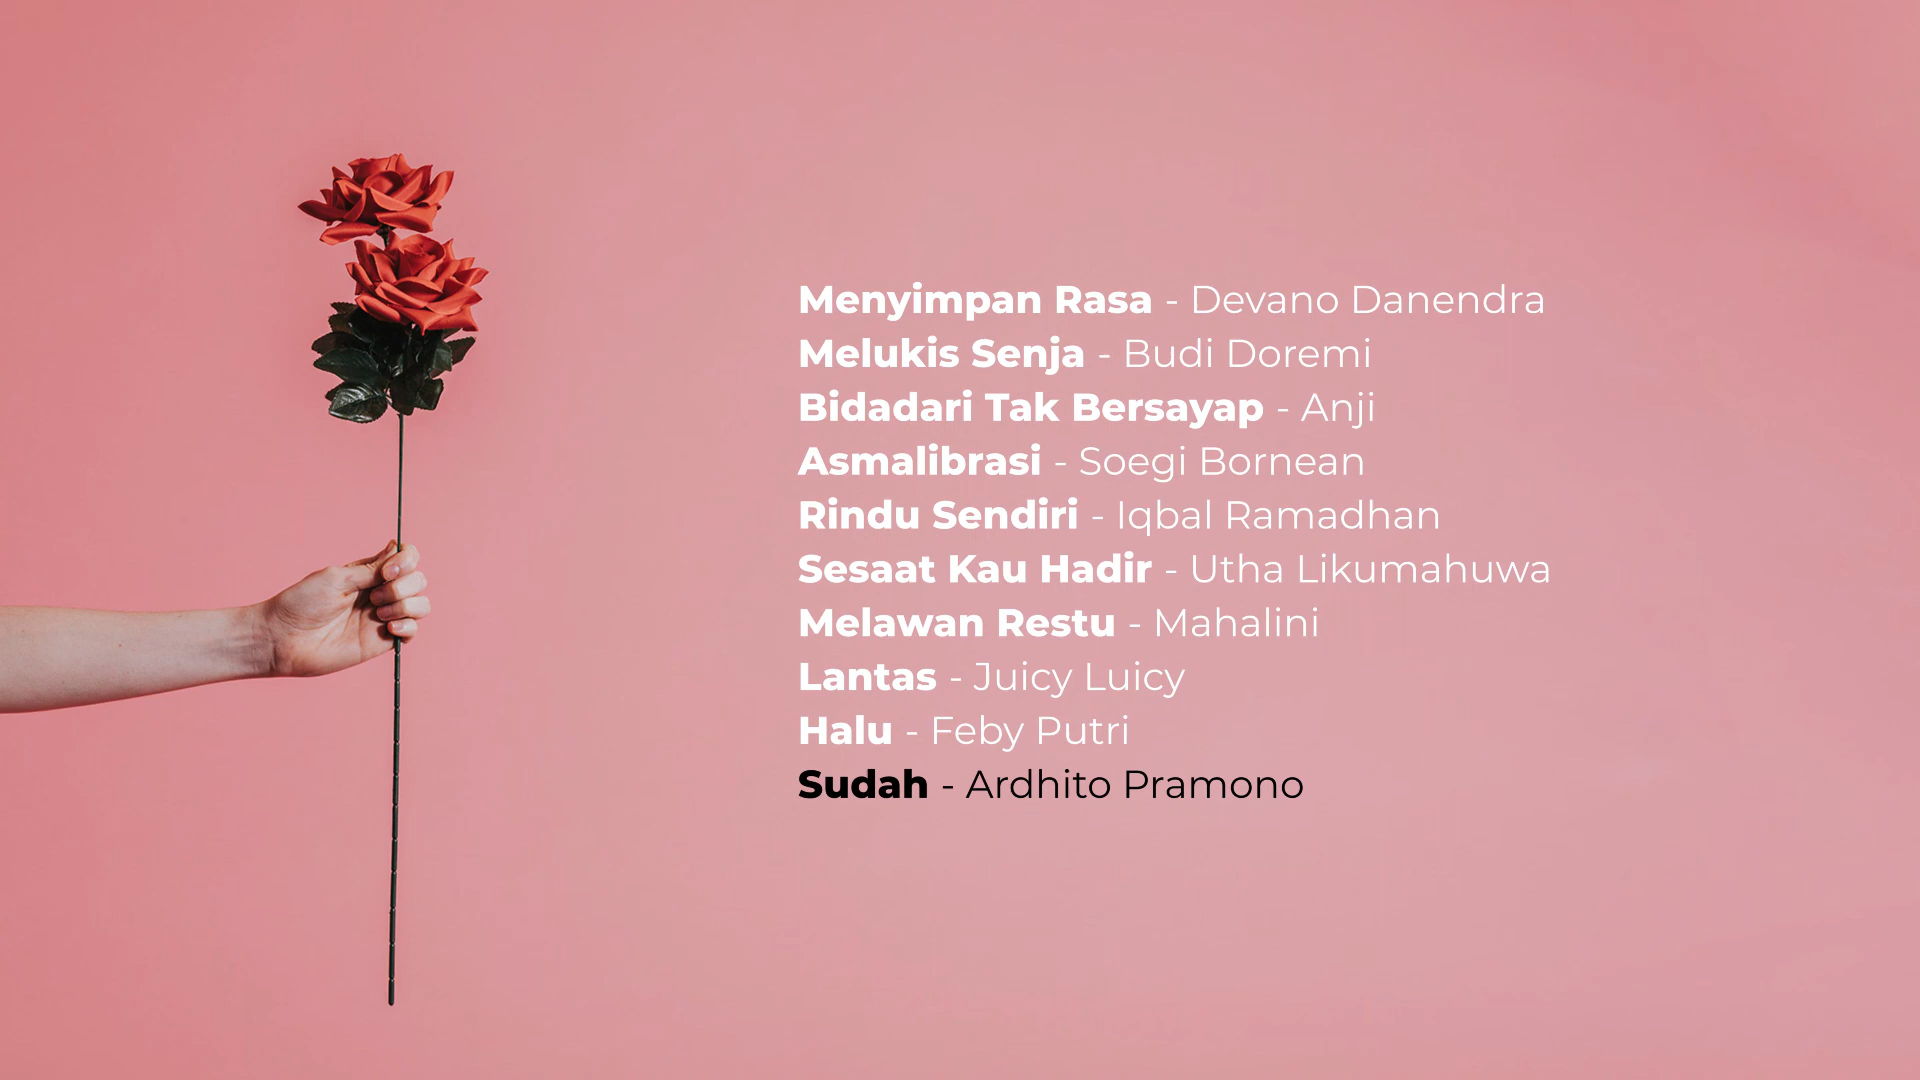 Menyimpan Rasa - Devano Danendra
Melukis Senja - Budi Doremi
Bidadari Tak Bersayap - Anji
Asmalibrasi - Soegi Bornean
Rindu Sendiri - Iqbal Ramadhan
Sesaat Kau Hadir - Utha Likumahuwa
Melawan Restu - Mahalini
Lantas - Juicy Luicy
Halu - Feby Putri
Sudah - Ardhito Pramono